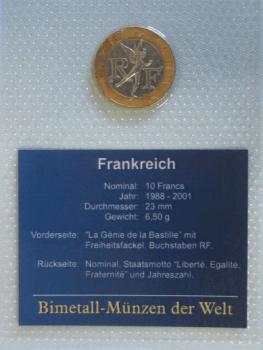 R F
Frankreich
Nominal: 10 Francs
Jahr: 1988 - 2001
Durchmesser: 23 mm
Gewicht: 6,50 g
Vorderseite: "La Génie de la Bastille" mit
Freiheitsfackel, Buchstaben RF.
Rückseite: Nominal, Staatsmotto "Liberté, Egalité,
Fraternité" und Jahreszahl.
Bimetall-Münzen der Welt